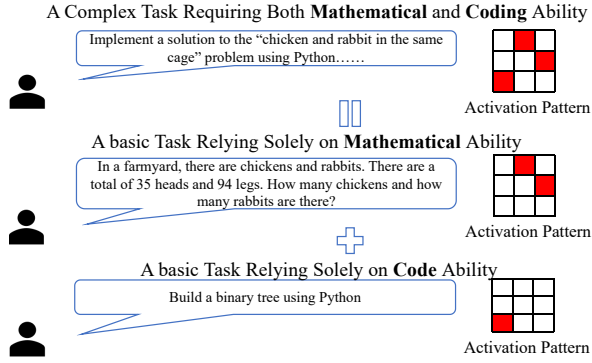 A Complex Task Requiring Both Mathematical and Coding Ability
Implement a solution to the “chicken and rabbit in the same
cage” problem using Python……
Activation Pattern
A basic Task Relying Solely on Mathematical Ability
In a farmyard, there are chickens and rabbits. There are a
total of 35 heads and 94 legs. How many chickens and how
many rabbits are there?
Activation Pattern
A basic Task Relying Solely on Code Ability
Build a binary tree using Python
Activation Pattern